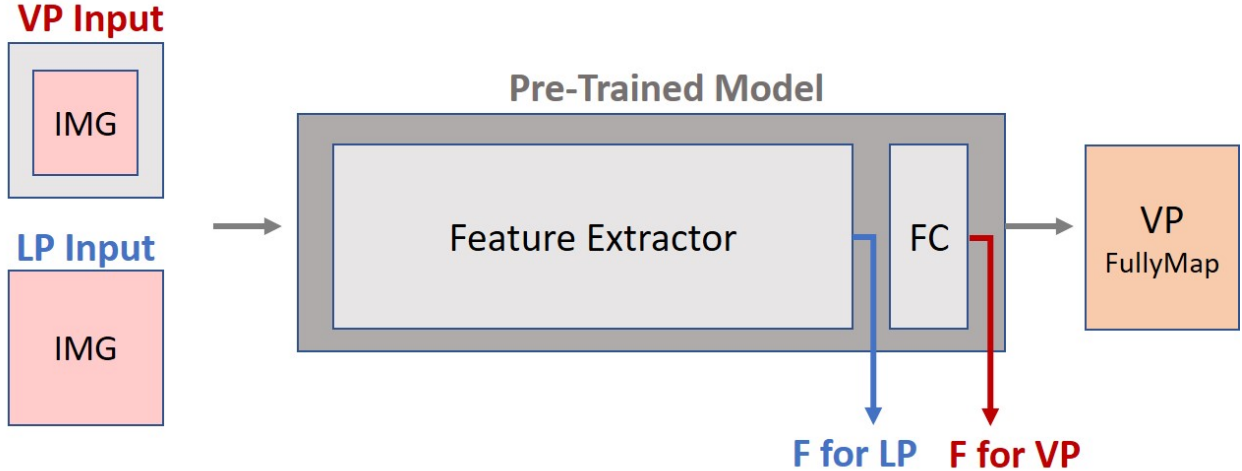 VP Input
IMG
LP Input
IMG
Pre-Trained Model
Feature Extractor
FC
VP
FullyMap
F for LP
F for VP